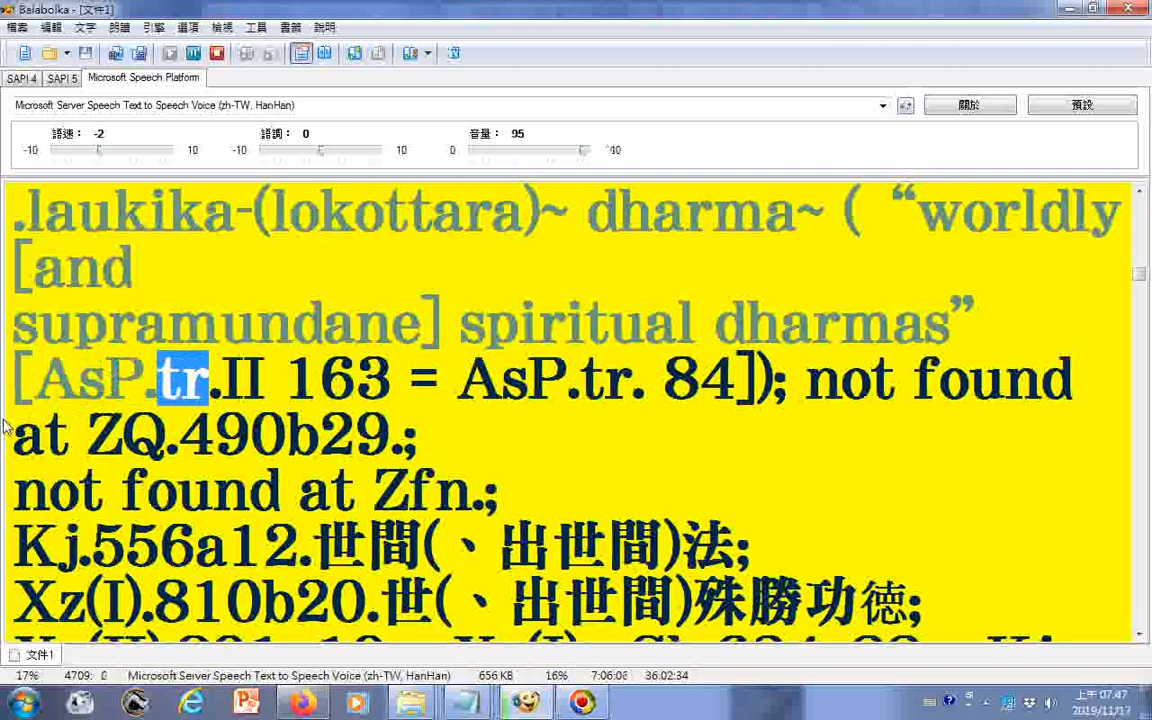 Balabolka - [文件1]
檔案 編輯 文字 朗讀 引擎 選項 檢視 工具 書籤 說明
SAPI 4 SAPI 5 Microsoft Speech Platform
Microsoft Server Speech Text to Speech Voice (zh-TW, HanHan) 關於 預設
語速： -2 語調： 0 音量： 95
-10 10 -10 10 0
.laukika-(lokottara)~ dharma~ ( “worldly
[and
supramundane] spiritual dharmas”
[AsP.tr.II 163 = AsP.tr. 84]); not found
at ZQ.490b29.;
not found at Zfn.;
Kj.556a12.世間(、出世間)法;
Xz(I).810b20.世(、出世間)殊勝功德;
文件1
17% 4709: Microsoft Server Speech Text to Speech Voice (zh-TW, HanHan) 656 KB 16% 7:06:06 36:02:34
上午 07:47
2019/11/17